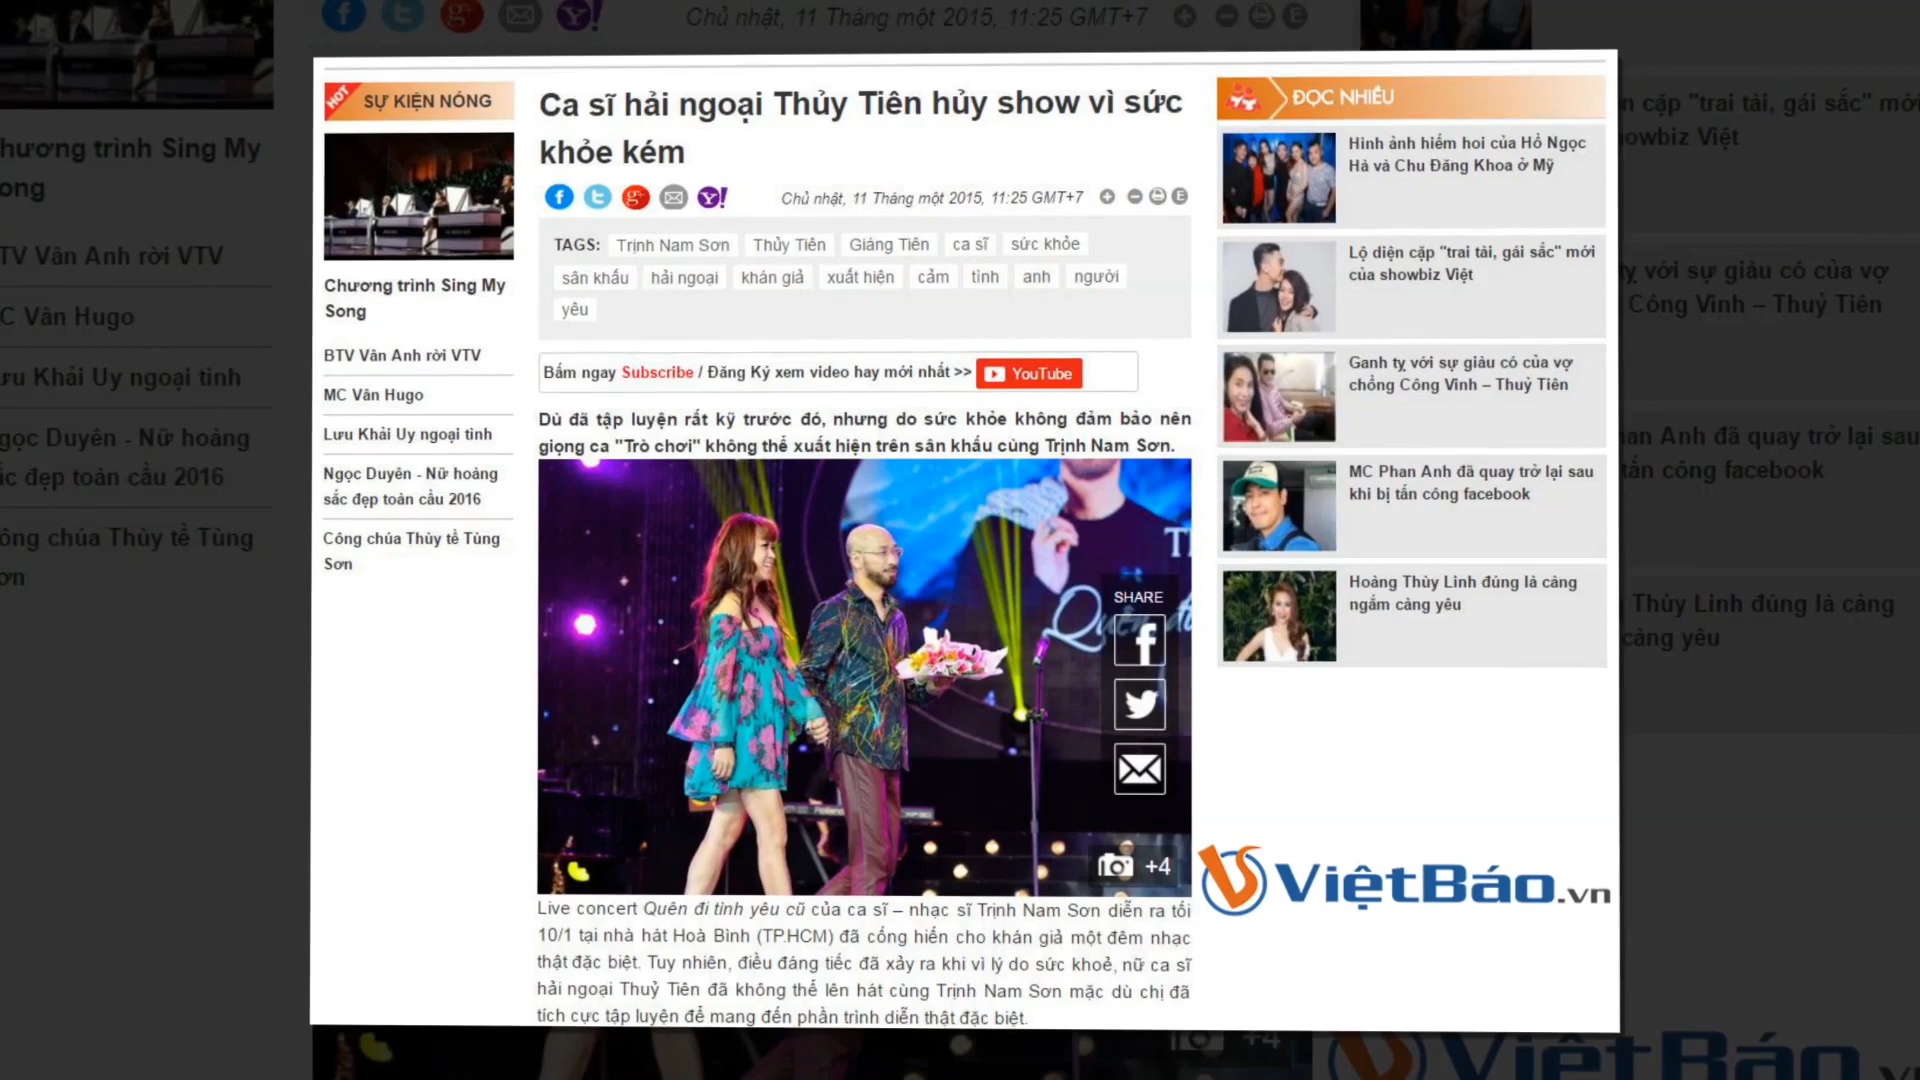 Chủ nhật, 11 Tháng một 2015, 11:25 GMT+7
HOT SỰ KIỆN NÓNG
Chương trình Sing My
Song
BTV Vân Anh rời VTV
MC Vân Hugo
Lưu Khải Uy ngoại tình
Ngọc Duyên - Nữ hoàng
sắc đẹp toàn cầu 2016
Công chúa Thủy tề Tùng
Sơn
Ca sĩ hải ngoại Thủy Tiên hủy show vì sức
khỏe kém
Chủ nhật, 11 Tháng một 2015, 11:25 GMT+7
TAGS: Trịnh Nam Sơn Thủy Tiên Giáng Tiên ca sĩ sức khỏe
sân khấu hải ngoại khán giả xuất hiện cảm tình anh người
yêu
Bấm ngay Subscribe / Đăng Ký xem video hay mới nhất >> YouTube
Dù đã tập luyện rất kỹ trước đó, nhưng do sức khỏe không đảm bảo nên
giọng ca "Trò chơi" không thể xuất hiện trên sân khấu cùng Trịnh Nam Sơn.
SHARE
+4
Live concert Quên đi tình yêu cũ của ca sĩ – nhạc sĩ Trịnh Nam Sơn diễn ra tối
10/1 tại nhà hát Hoà Bình (TP.HCM) đã cống hiến cho khán giả một đêm nhạc
thật đặc biệt. Tuy nhiên, điều đáng tiếc đã xảy ra khi vì lý do sức khoẻ, nữ ca sĩ
hải ngoại Thuỷ Tiên đã không thể lên hát cùng Trịnh Nam Sơn mặc dù chị đã
tích cực tập luyện để mang đến phần trình diễn thật đặc biệt.
ĐỌC NHIỀU
Hình ảnh hiếm hoi của Hồ Ngọc
Hà và Chu Đăng Khoa ở Mỹ
Lộ diện cặp "trai tài, gái sắc" mới
của showbiz Việt
Ganh tỵ với sự giàu có của vợ
chồng Công Vinh – Thuỷ Tiên
MC Phan Anh đã quay trở lại sau
khi bị tấn công facebook
Hoàng Thùy Linh đúng là càng
ngắm càng yêu
ViệtBáo.vn